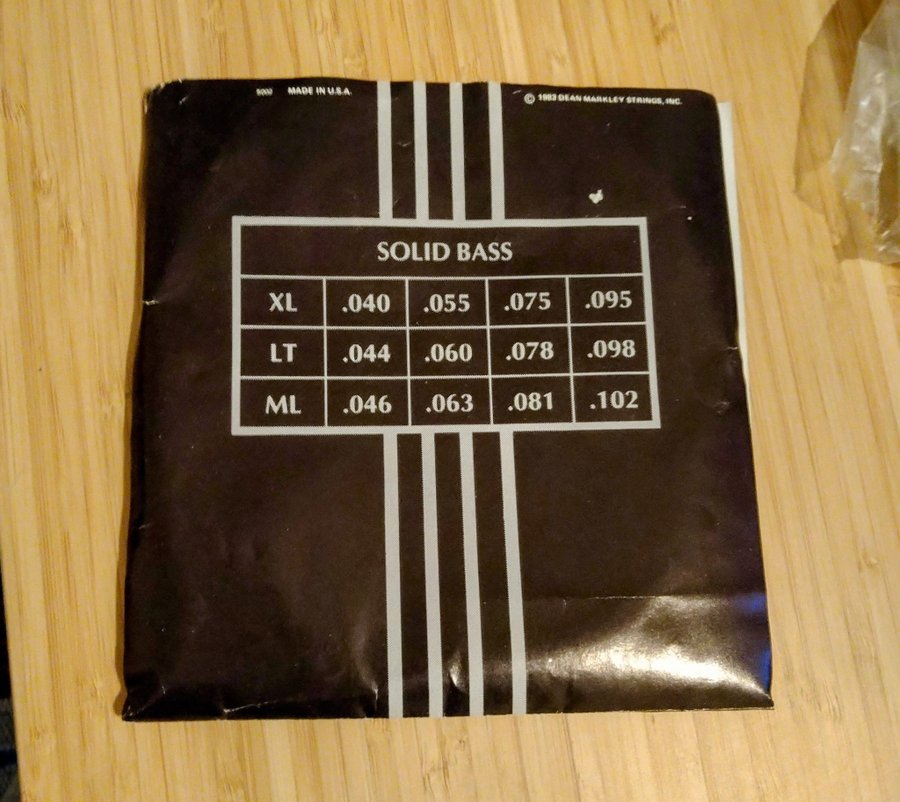 5002 MADE IN U.S.A.
© 1983 DEAN MARKLEY STRINGS, INC.
SOLID BASS
XL .040 .055 .075 .095
LT .044 .060 .078 .098
ML .046 .063 .081 .102